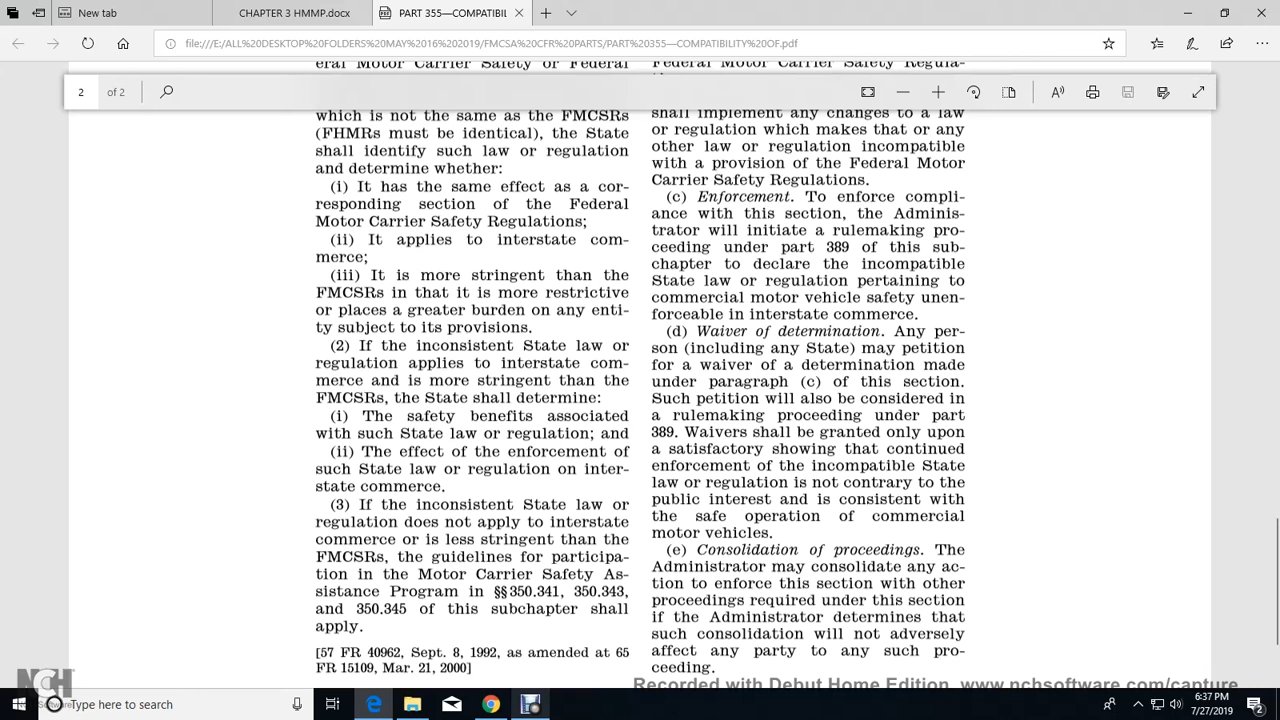 New tab
CHAPTER 3 HMMP.docx
PART 355—COMPATIBIL
file:///E:/ALL%20DESKTOP%20FOLDERS%20MAY%2016%202019/FMCSA%20CFR%20PARTS/PART%20355—COMPATIBILITY%20OF.pdf
2 of 2
eral Motor Carrier Safety or Federal
which is not the same as the FMCSRs
(FHMRs must be identical), the State
shall identify such law or regulation
and determine whether:
(i) It has the same effect as a cor-
responding section of the Federal
Motor Carrier Safety Regulations;
(ii) It applies to interstate com-
merce;
(iii) It is more stringent than the
FMCSRs in that it is more restrictive
or places a greater burden on any enti-
ty subject to its provisions.
(2) If the inconsistent State law or
regulation applies to interstate com-
merce and is more stringent than the
FMCSRs, the State shall determine:
(i) The safety benefits associated
with such State law or regulation; and
(ii) The effect of the enforcement of
such State law or regulation on inter-
state commerce.
(3) If the inconsistent State law or
regulation does not apply to interstate
commerce or is less stringent than the
FMCSRs, the guidelines for participa-
tion in the Motor Carrier Safety As-
sistance Program in §§350.341, 350.343,
and 350.345 of this subchapter shall
apply.
[57 FR 40962, Sept. 8, 1992, as amended at 65
FR 15109, Mar. 21, 2000]
Federal Motor Carrier Safety Regula-
shall implement any changes to a law
or regulation which makes that or any
other law or regulation incompatible
with a provision of the Federal Motor
Carrier Safety Regulations.
(c) Enforcement. To enforce compli-
ance with this section, the Adminis-
trator will initiate a rulemaking pro-
ceeding under part 389 of this sub-
chapter to declare the incompatible
State law or regulation pertaining to
commercial motor vehicle safety unen-
forceable in interstate commerce.
(d) Waiver of determination. Any per-
son (including any State) may petition
for a waiver of a determination made
under paragraph (c) of this section.
Such petition will also be considered in
a rulemaking proceeding under part
389. Waivers shall be granted only upon
a satisfactory showing that continued
enforcement of the incompatible State
law or regulation is not contrary to the
public interest and is consistent with
the safe operation of commercial
motor vehicles.
(e) Consolidation of proceedings. The
Administrator may consolidate any ac-
tion to enforce this section with other
proceedings required under this section
if the Administrator determines that
such consolidation will not adversely
affect any party to any such pro-
ceeding.
Recorded with Debut Home Edition. www.nchsoftware.com/capture
NCH
Software
Type here to search
6:37 PM
7/27/2019
2